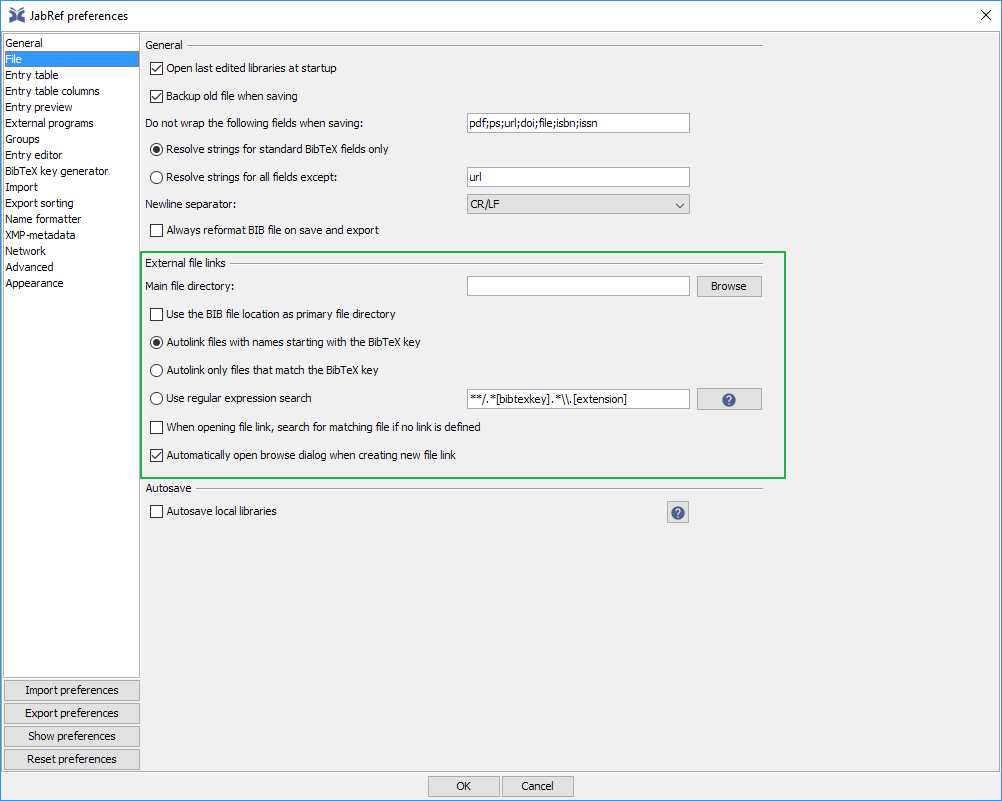 JabRef preferences
General
File
Entry table
Entry table columns
Entry preview
External programs
Groups
Entry editor
BibTeX key generator
Import
Export sorting
Name formatter
XMP-metadata
Network
Advanced
Appearance
Import preferences
Export preferences
Show preferences
Reset preferences
General
Open last edited libraries at startup
Backup old file when saving
Do not wrap the following fields when saving: pdf;ps;url;doi;file;isbn;issn
Resolve strings for standard BibTeX fields only
Resolve strings for all fields except: url
Newline separator: CR/LF
Always reformat BIB file on save and export
External file links
Main file directory: Browse
Use the BIB file location as primary file directory
Autolink files with names starting with the BibTeX key
Autolink only files that match the BibTeX key
Use regular expression search **/.*[bibtexkey].*\\.[extension] ?
When opening file link, search for matching file if no link is defined
Automatically open browse dialog when creating new file link
Autosave
Autosave local libraries ?
OK Cancel